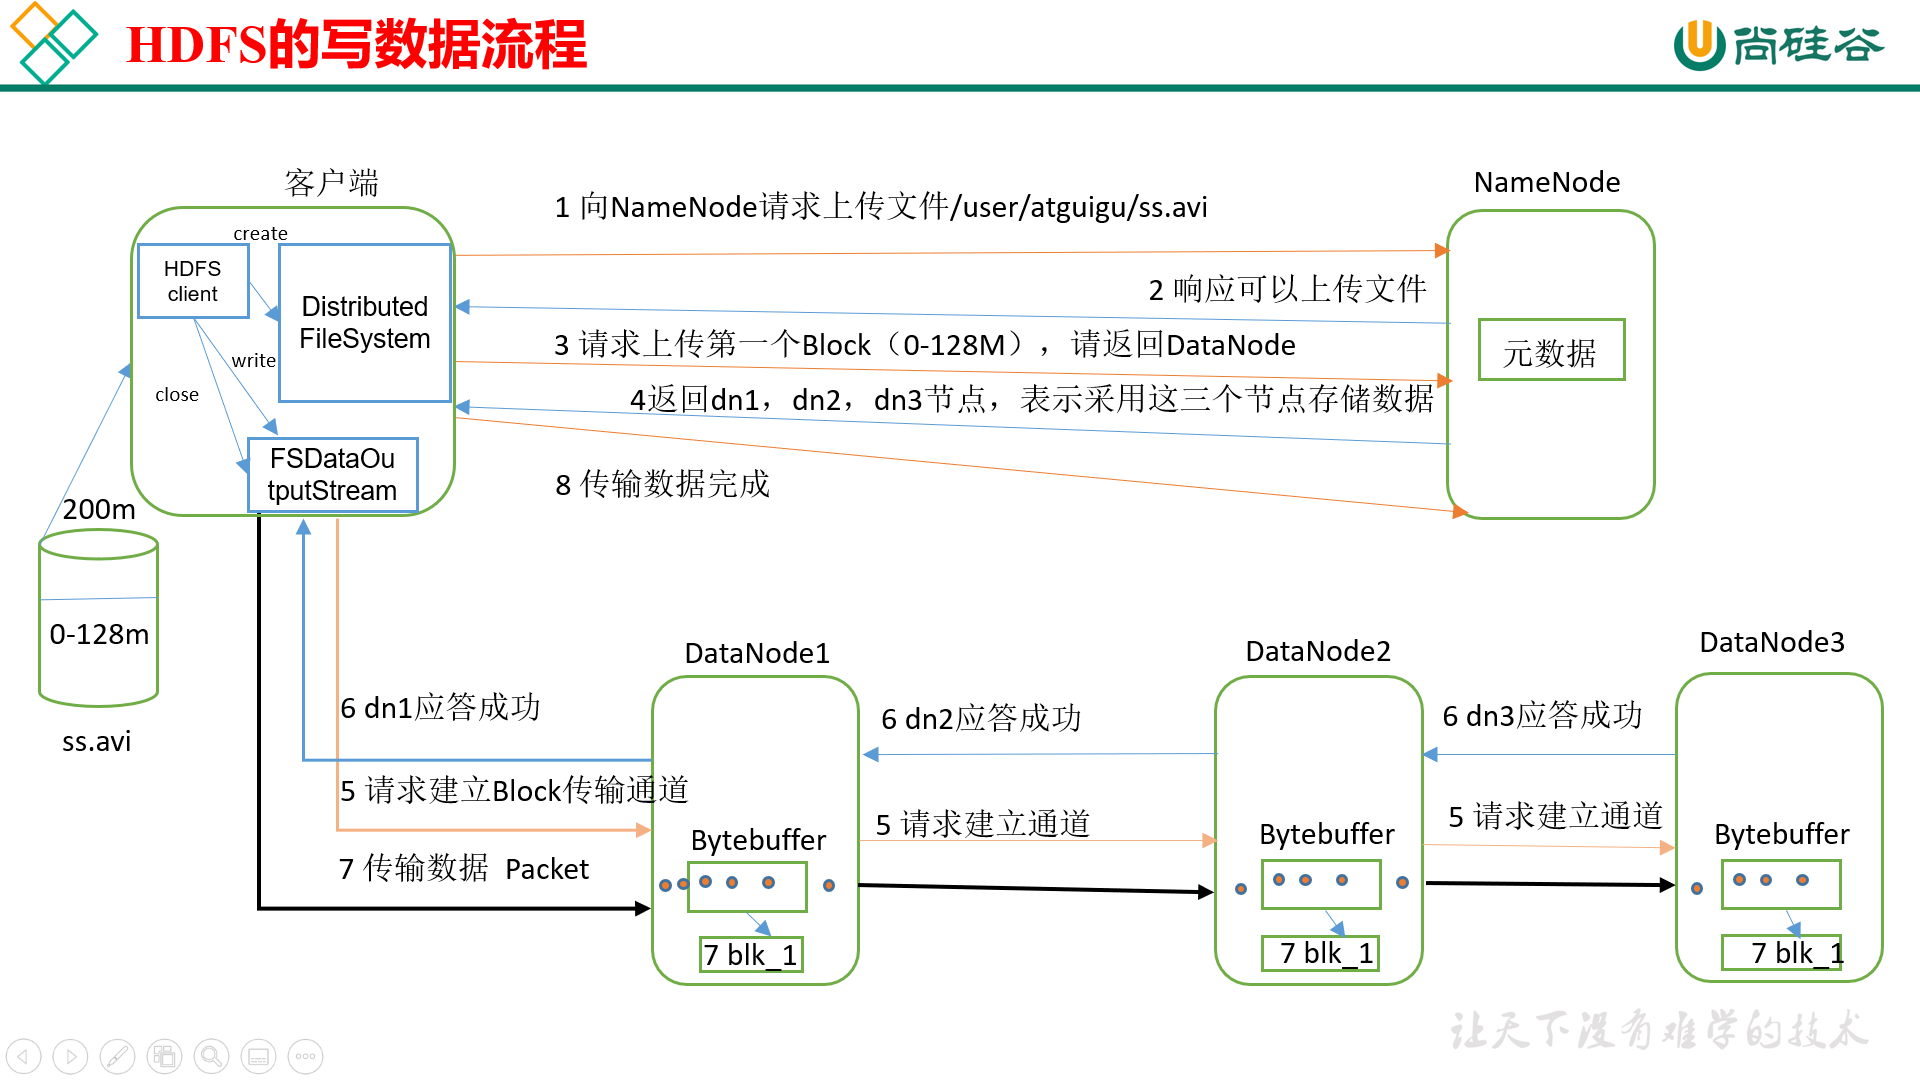 HDFS的写数据流程
尚硅谷
客户端
create
HDFS
client
Distributed
FileSystem
write
close
FSDataOu
tputStream
200m
0-128m
ss.avi
1 向NameNode请求上传文件/user/atguigu/ss.avi
2 响应可以上传文件
3 请求上传第一个Block（0-128M），请返回DataNode
4返回dn1，dn2，dn3节点，表示采用这三个节点存储数据
8 传输数据完成
NameNode
元数据
DataNode1
DataNode2
DataNode3
6 dn1应答成功
6 dn2应答成功
6 dn3应答成功
5 请求建立Block传输通道
5 请求建立通道
5 请求建立通道
7 传输数据 Packet
Bytebuffer
Bytebuffer
Bytebuffer
7 blk_1
7 blk_1
7 blk_1
让天下没有难学的技术